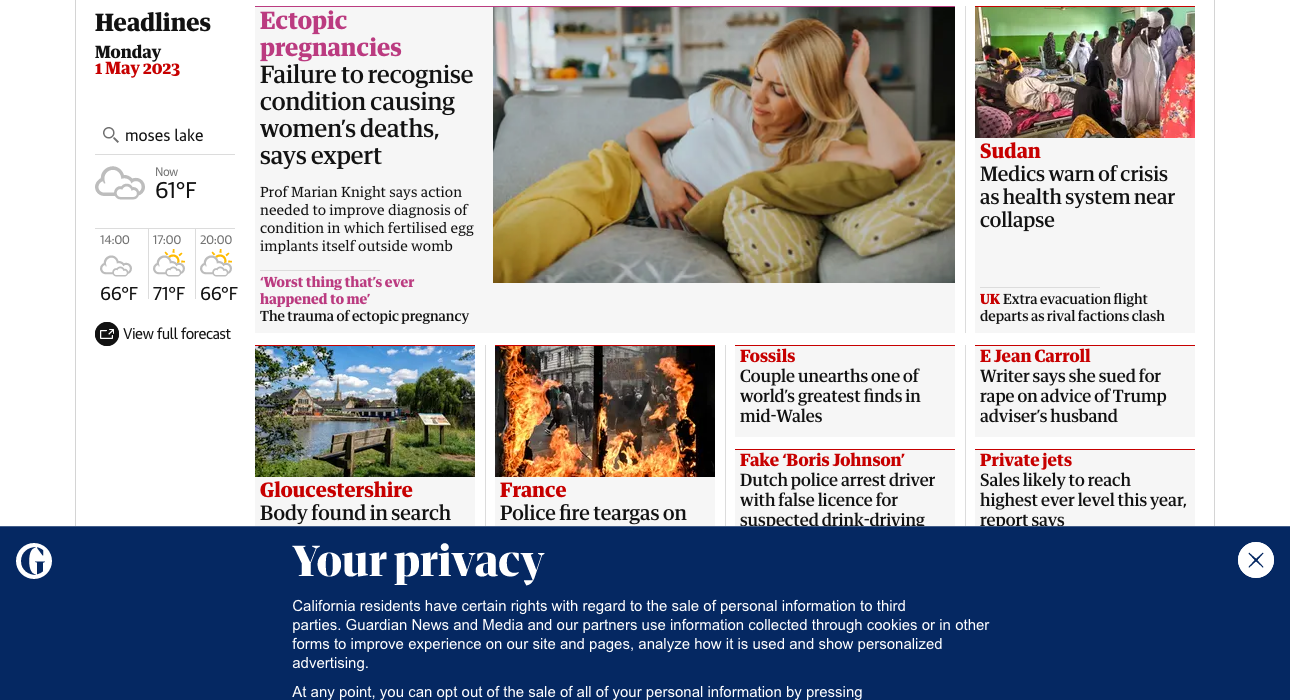 Headlines
Monday
1 May 2023
moses lake
Now
61°F
14:00
17:00
20:00
66°F
71°F
66°F
View full forecast
Ectopic
pregnancies
Failure to recognise
condition causing
women's deaths,
says expert
Prof Marian Knight says action
needed to improve diagnosis of
condition in which fertilised egg
implants itself outside womb
‘Worst thing that’s ever
happened to me’
The trauma of ectopic pregnancy
Sudan
Medics warn of crisis
as health system near
collapse
UK Extra evacuation flight
departs as rival factions clash
Gloucestershire
Body found in search
France
Police fire teargas on
Fossils
Couple unearths one of
world’s greatest finds in
mid-Wales
Fake ‘Boris Johnson’
Dutch police arrest driver
with false licence for
suspected drink-driving
E Jean Carroll
Writer says she sued for
rape on advice of Trump
adviser’s husband
Private jets
Sales likely to reach
highest ever level this year,
report says
G
Your privacy
California residents have certain rights with regard to the sale of personal information to third
parties. Guardian News and Media and our partners use information collected through cookies or in other
forms to improve experience on our site and pages, analyze how it is used and show personalized
advertising.
At any point, you can opt out of the sale of all of your personal information by pressing